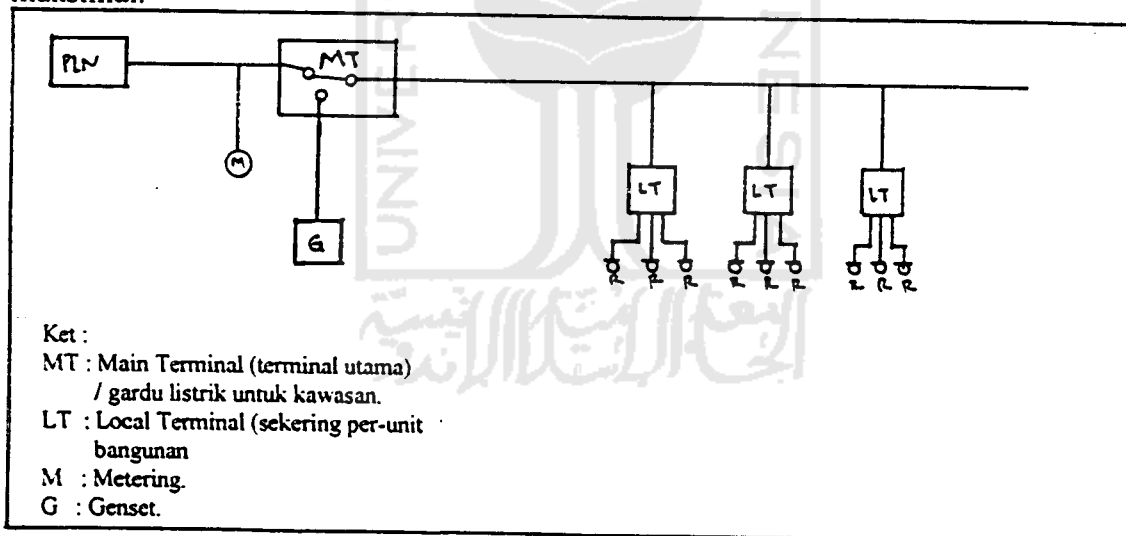 PLN
MT
M
G
LT
LT
LT
R R R
R R R
R R R
Ket :
MT : Main Terminal (terminal utama)
/ gardu listrik untuk kawasan.
LT : Local Terminal (sekering per-unit
bangunan
M : Metering.
G : Genset.